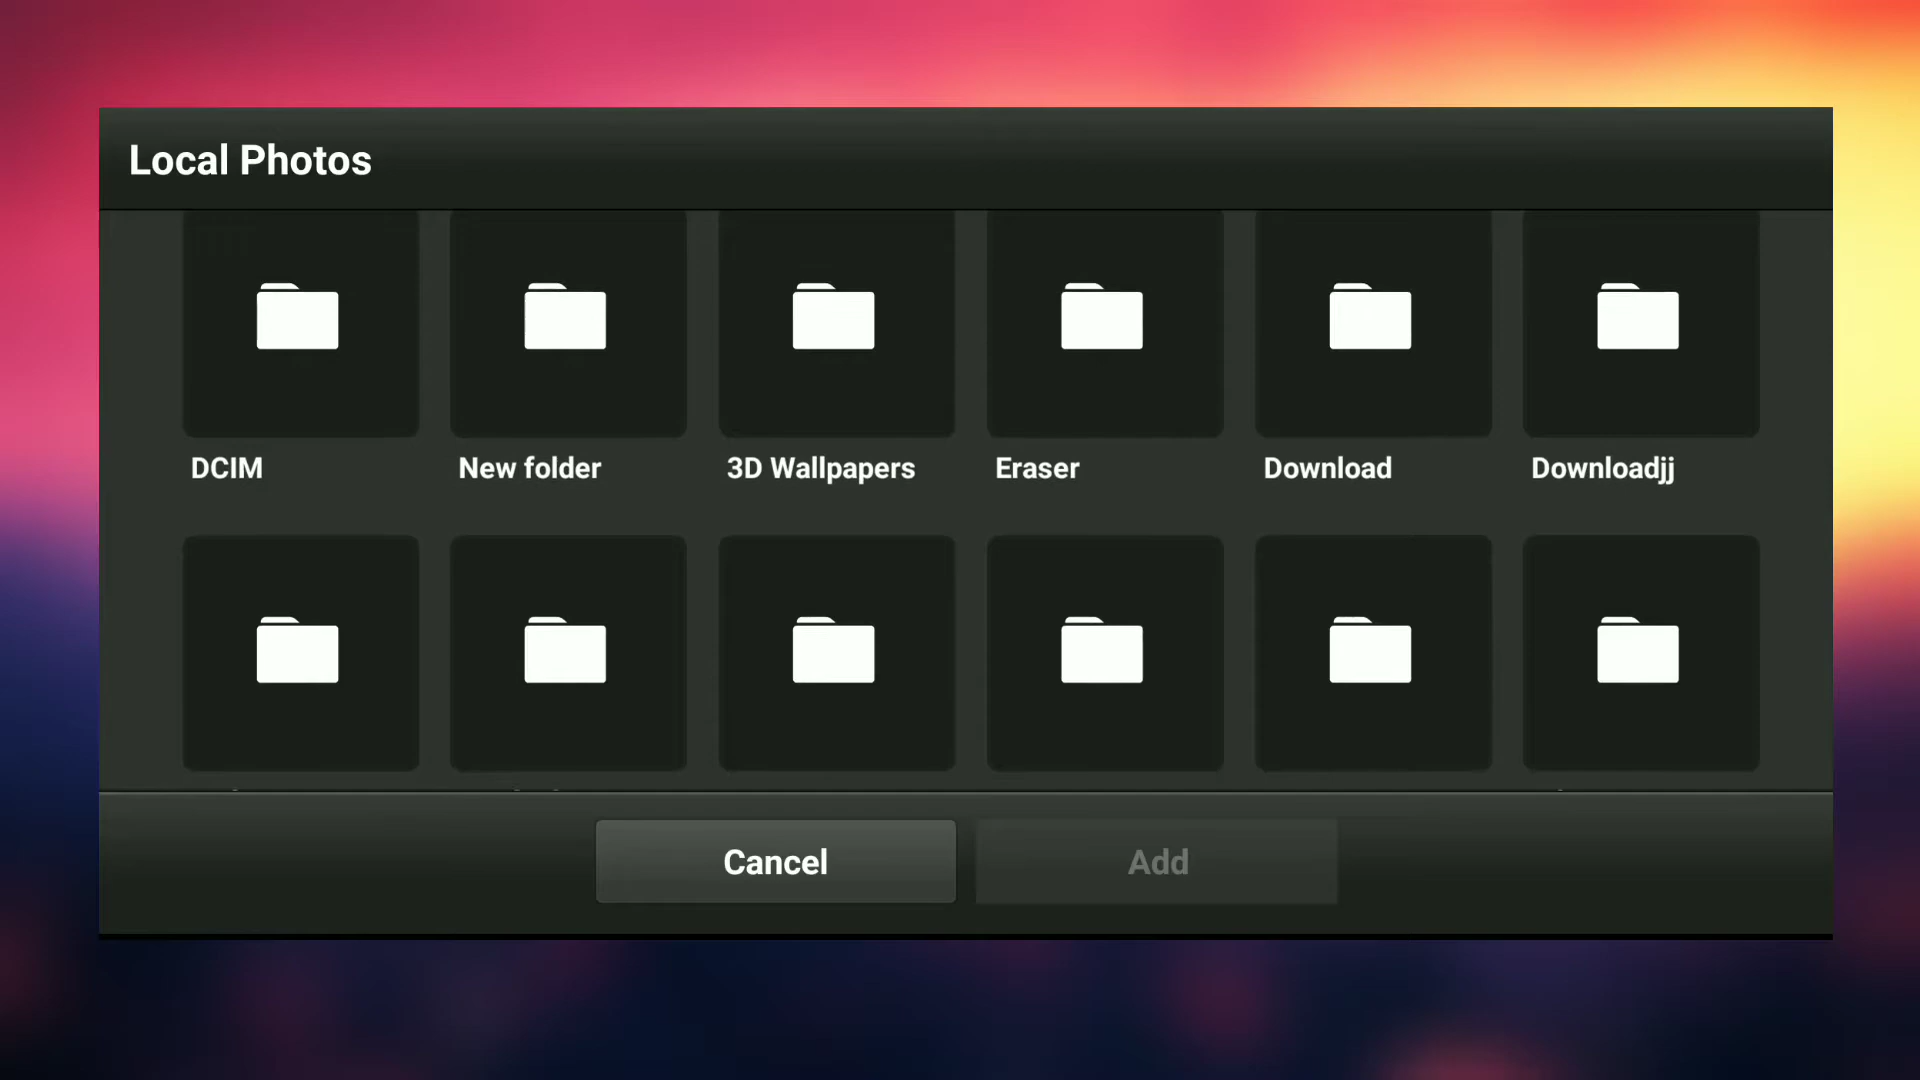 Local Photos
DCIM
New folder
3D Wallpapers
Eraser
Download
Downloadjj
Cancel
Add